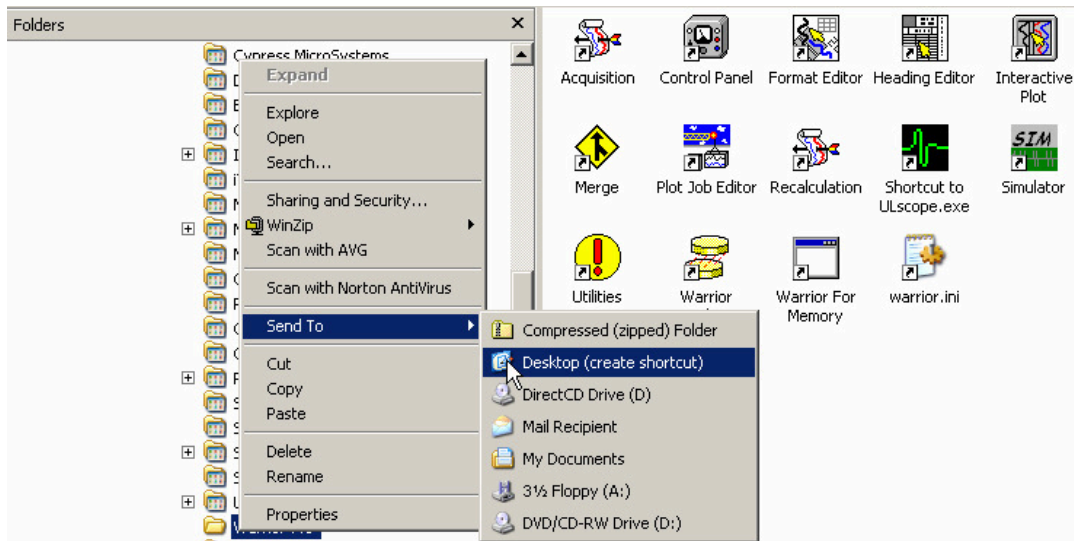 Folders
Cypress MicroSystems
Expand
Explore
Open
Search...
Sharing and Security...
WinZip
Scan with AVG
Scan with Norton AntiVirus
Send To
Cut
Copy
Paste
Delete
Rename
Properties
Compressed (zipped) Folder
Desktop (create shortcut)
DirectCD Drive (D)
Mail Recipient
My Documents
3½ Floppy (A:)
DVD/CD-RW Drive (D:)
Acquisition
Control Panel
Format Editor
Heading Editor
Interactive
Plot
Merge
Plot Job Editor
Recalculation
Shortcut to
ULscope.exe
SIM
Simulator
Utilities
Warrior
Warrior For
Memory
warrior.ini